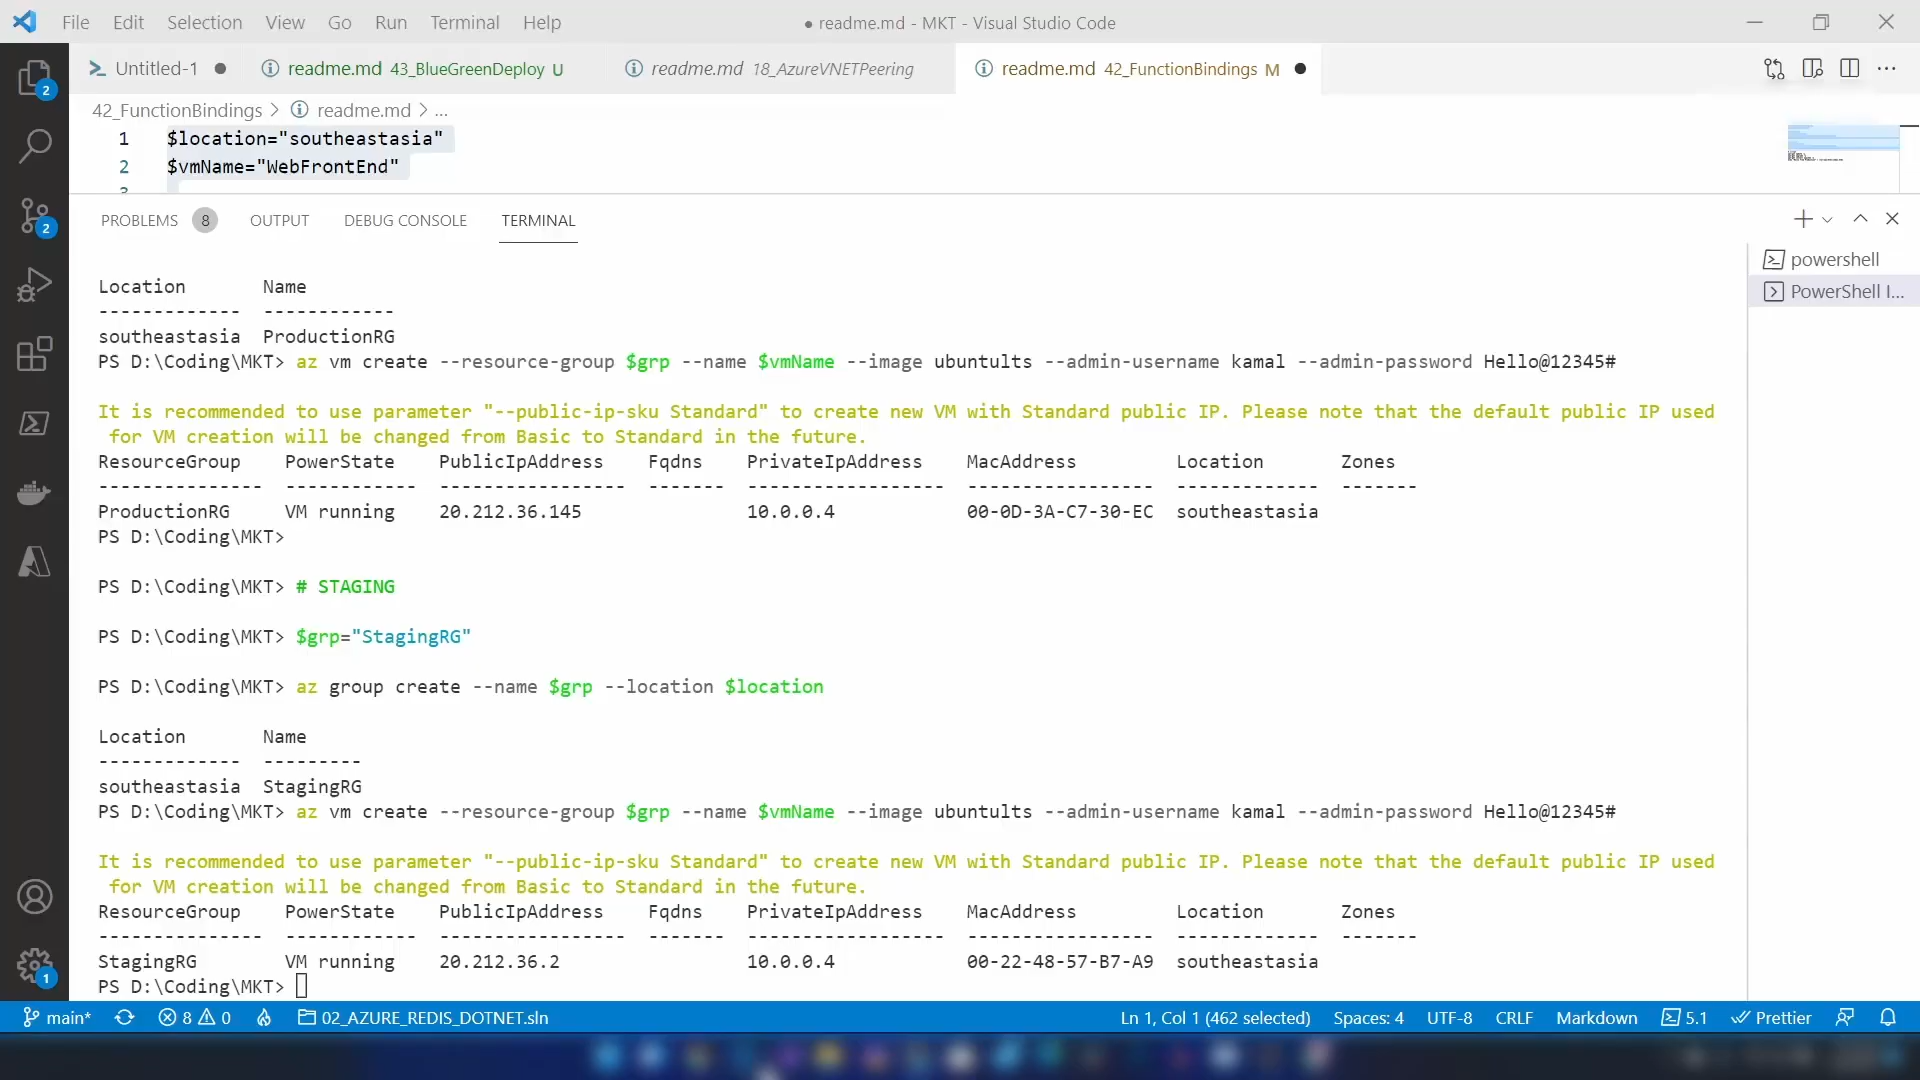 File Edit Selection View Go Run Terminal Help
● readme.md - MKT - Visual Studio Code
Untitled-1 ●
readme.md 43_BlueGreenDeploy U
readme.md 18_AzureVNETPeering
readme.md 42_FunctionBindings M ●
42_FunctionBindings > readme.md > ...
1 $location="southeastasia"
2 $vmName="WebFrontEnd"
3
PROBLEMS 8 OUTPUT DEBUG CONSOLE TERMINAL
powershell
PowerShell I...
Location Name
------------- ------------
southeastasia ProductionRG
PS D:\Coding\MKT> az vm create --resource-group $grp --name $vmName --image ubuntults --admin-username kamal --admin-password Hello@12345#
It is recommended to use parameter "--public-ip-sku Standard" to create new VM with Standard public IP. Please note that the default public IP used
for VM creation will be changed from Basic to Standard in the future.
ResourceGroup PowerState PublicIpAddress Fqdns PrivateIpAddress MacAddress Location Zones
--------------- ------------ ----------------- ------- ------------------ ----------------- ------------- -------
ProductionRG VM running 20.212.36.145 10.0.0.4 00-0D-3A-C7-30-EC southeastasia
PS D:\Coding\MKT>
PS D:\Coding\MKT> # STAGING
PS D:\Coding\MKT> $grp="StagingRG"
PS D:\Coding\MKT> az group create --name $grp --location $location
Location Name
------------- ---------
southeastasia StagingRG
PS D:\Coding\MKT> az vm create --resource-group $grp --name $vmName --image ubuntults --admin-username kamal --admin-password Hello@12345#
It is recommended to use parameter "--public-ip-sku Standard" to create new VM with Standard public IP. Please note that the default public IP used
for VM creation will be changed from Basic to Standard in the future.
ResourceGroup PowerState PublicIpAddress Fqdns PrivateIpAddress MacAddress Location Zones
--------------- ------------ ----------------- ------- ------------------ ----------------- ------------- -------
StagingRG VM running 20.212.36.2 10.0.0.4 00-22-48-57-B7-A9 southeastasia
PS D:\Coding\MKT>
2
2
1
main* 8 0 02_AZURE_REDIS_DOTNET.sln Ln 1, Col 1 (462 selected) Spaces: 4 UTF-8 CRLF Markdown 5.1 Prettier